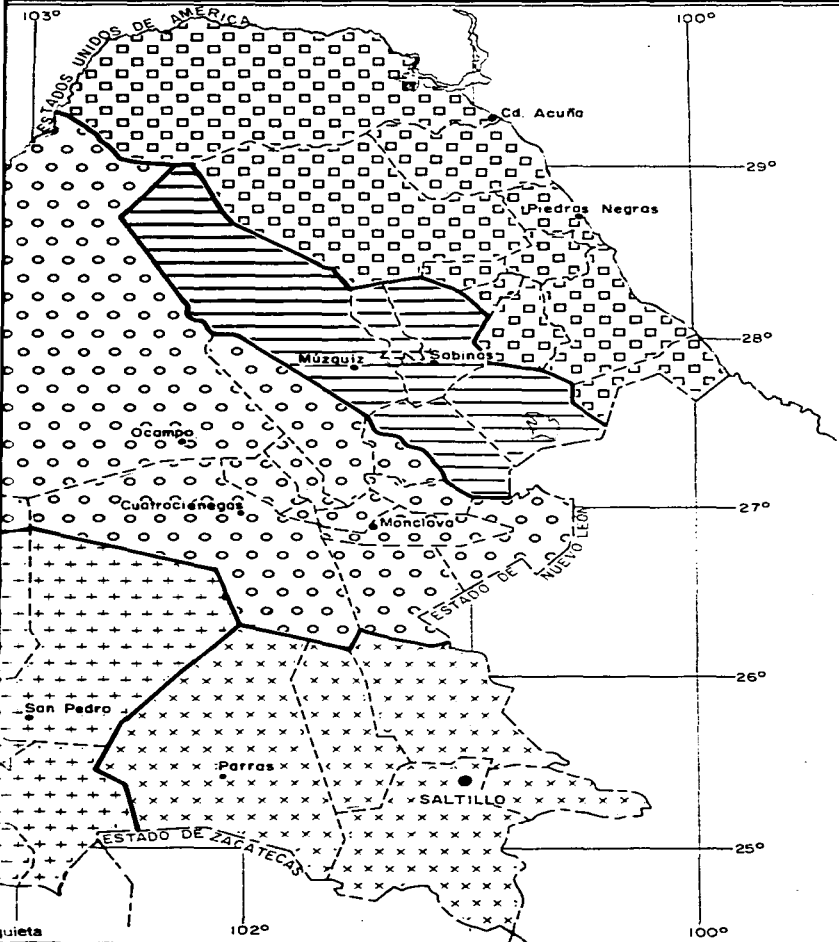 103°
100°
ESTADOS UNIDOS DE AMERICA
Cd. Acuña
29°
Piedras Negras
28°
Múzquiz
Sabinas
Ocampo
Cuatrociénegas
27°
Monclova
NUEVO LEON
ESTADO DE
26°
San Pedro
Parras
SALTILLO
ESTADO DE ZACATECAS
25°
quieta
102°
100°